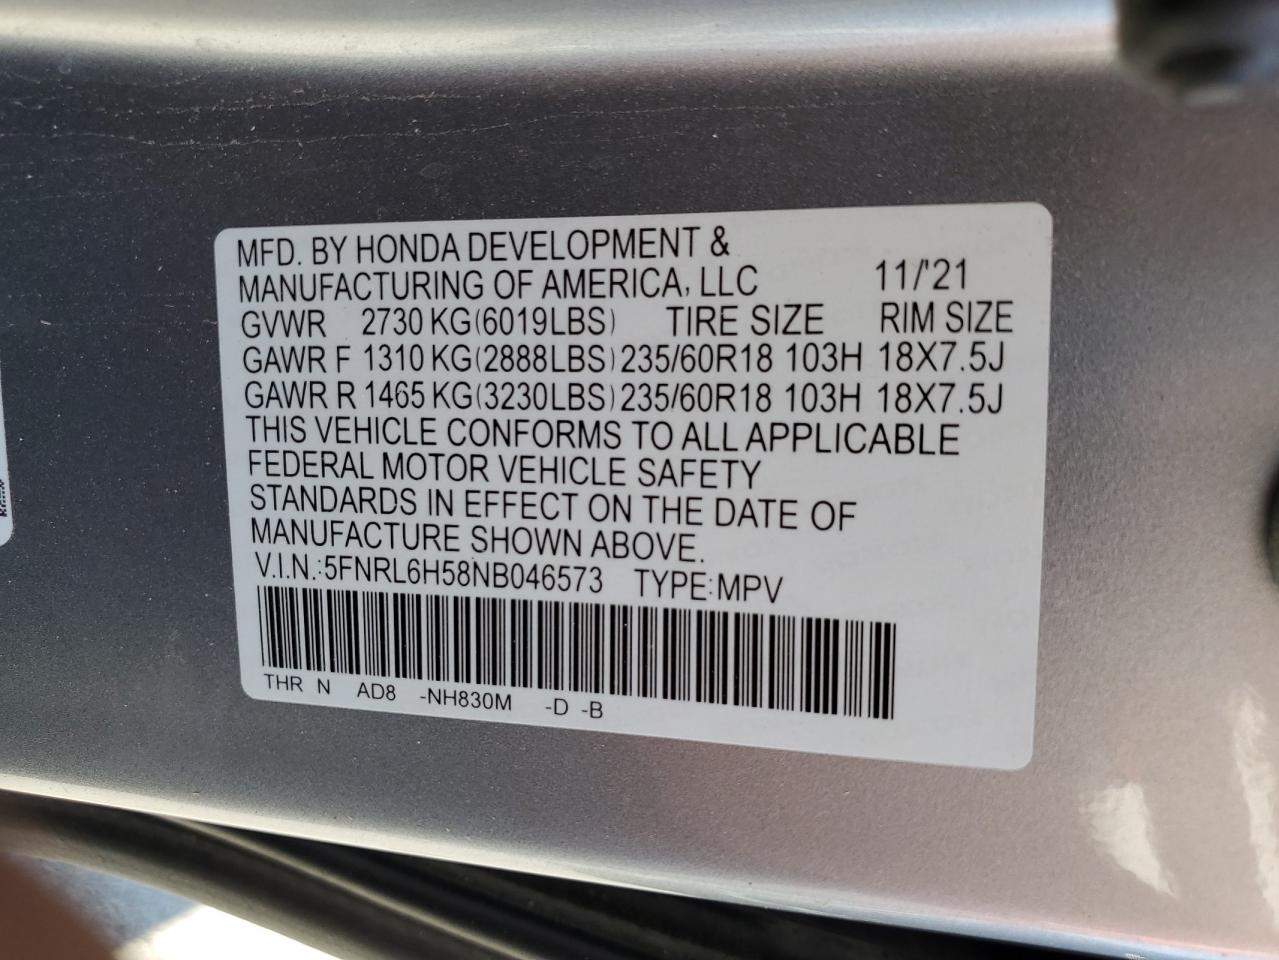 MFD. BY HONDA DEVELOPMENT &
MANUFACTURING OF AMERICA, LLC 11/'21
GVWR 2730 KG(6019LBS) TIRE SIZE RIM SIZE
GAWR F 1310 KG(2888LBS) 235/60R18 103H 18X7.5J
GAWR R 1465 KG(3230LBS) 235/60R18 103H 18X7.5J
THIS VEHICLE CONFORMS TO ALL APPLICABLE
FEDERAL MOTOR VEHICLE SAFETY
STANDARDS IN EFFECT ON THE DATE OF
MANUFACTURE SHOWN ABOVE.
V.I.N.:5FNRL6H58NB046573 TYPE:MPV
THR N AD8 -NH830M -D -B